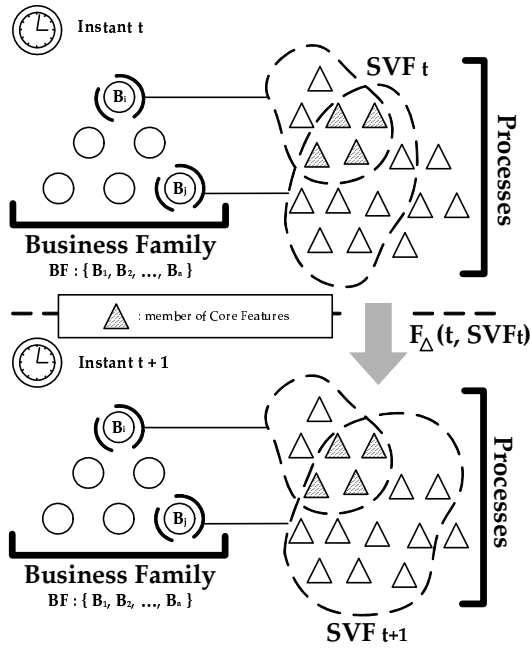 Instant t
SVF t
Bi
Bj
Processes
Business Family
BF : { B1, B2, ..., Bn }
: member of Core Features
FΔ (t, SVFt)
Instant t + 1
Bi
Bj
Processes
Business Family
BF : { B1, B2, ..., Bn }
SVF t+1